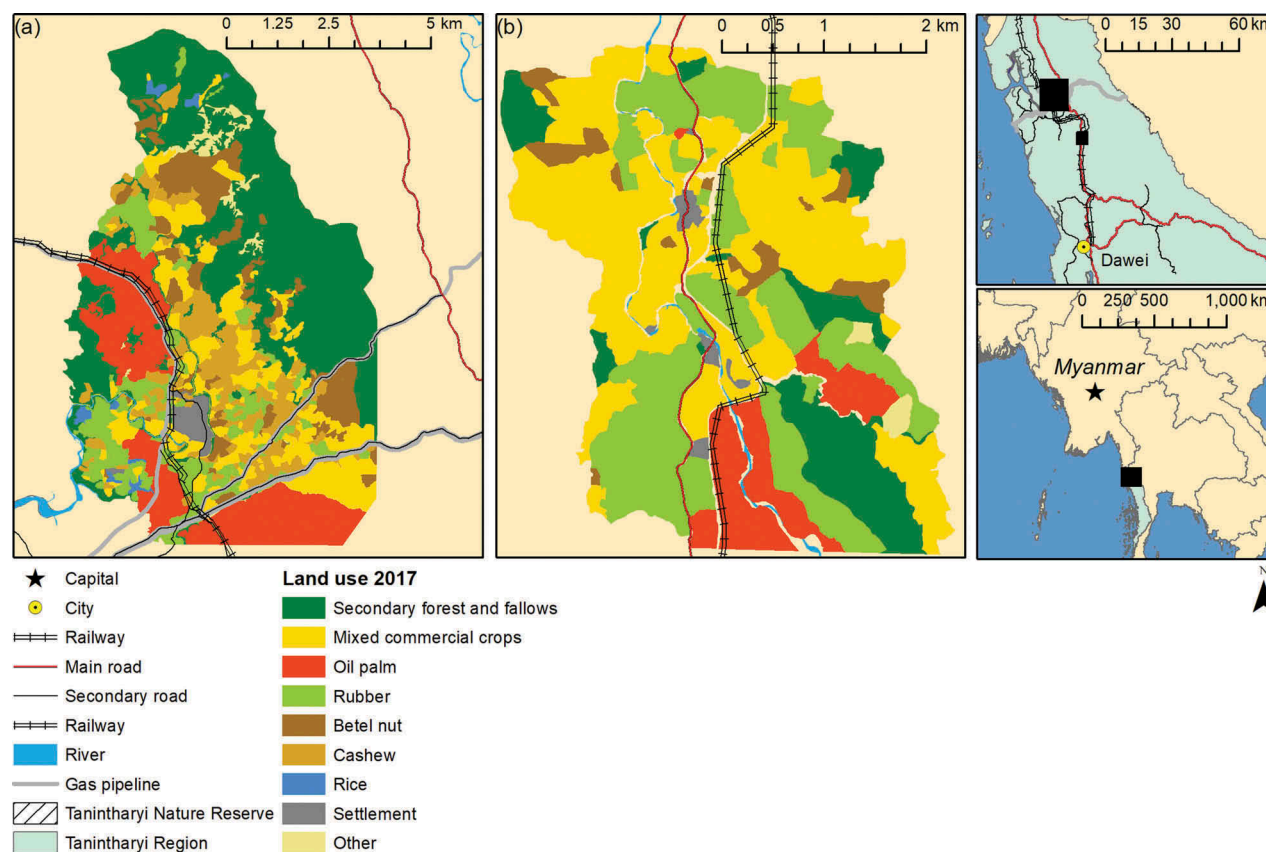 (a)
0 1.25 2.5 5 km
(b)
0 0.5 1 2 km
0 15 30 60 km
Dawei
0 250 500 1,000 km
Myanmar
N
Capital
City
Railway
Main road
Secondary road
Railway
River
Gas pipeline
Tanintharyi Nature Reserve
Tanintharyi Region
Land use 2017
Secondary forest and fallows
Mixed commercial crops
Oil palm
Rubber
Betel nut
Cashew
Rice
Settlement
Other